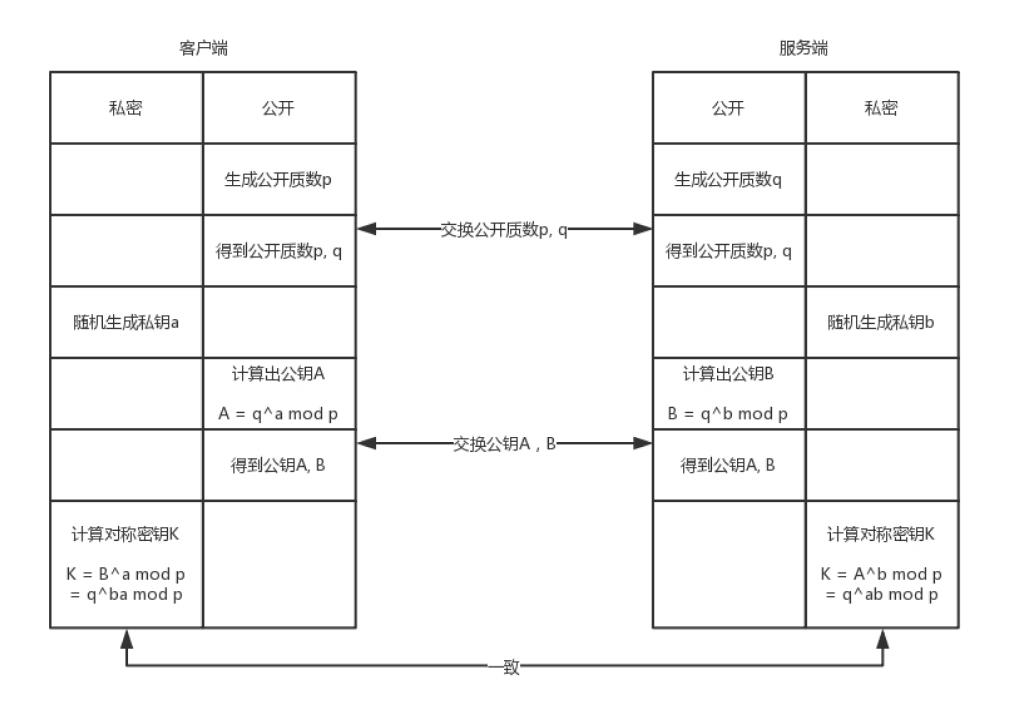 客户端
服务端
私密
公开
公开
私密
生成公开质数p
生成公开质数q
交换公开质数p, q
得到公开质数p, q
得到公开质数p, q
随机生成私钥a
随机生成私钥b
计算出公钥A
A = q^a mod p
计算出公钥B
B = q^b mod p
交换公钥A , B
得到公钥A, B
得到公钥A, B
计算对称密钥K
K = B^a mod p
= q^ba mod p
计算对称密钥K
K = A^b mod p
= q^ab mod p
一致